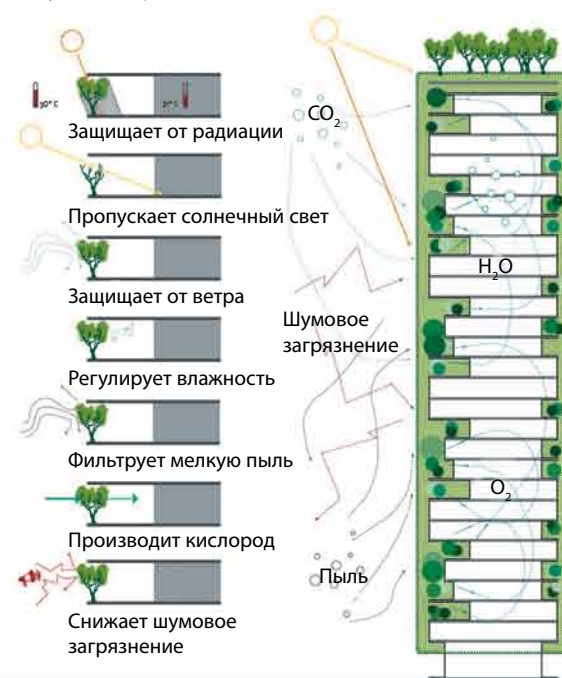 30° C
Защищает от радиации
Пропускает солнечный свет
Защищает от ветра
Регулирует влажность
Фильтрует мелкую пыль
Производит кислород
Снижает шумовое
загрязнение
CO₂
H₂O
Шумовое
загрязнение
O₂
Пыль